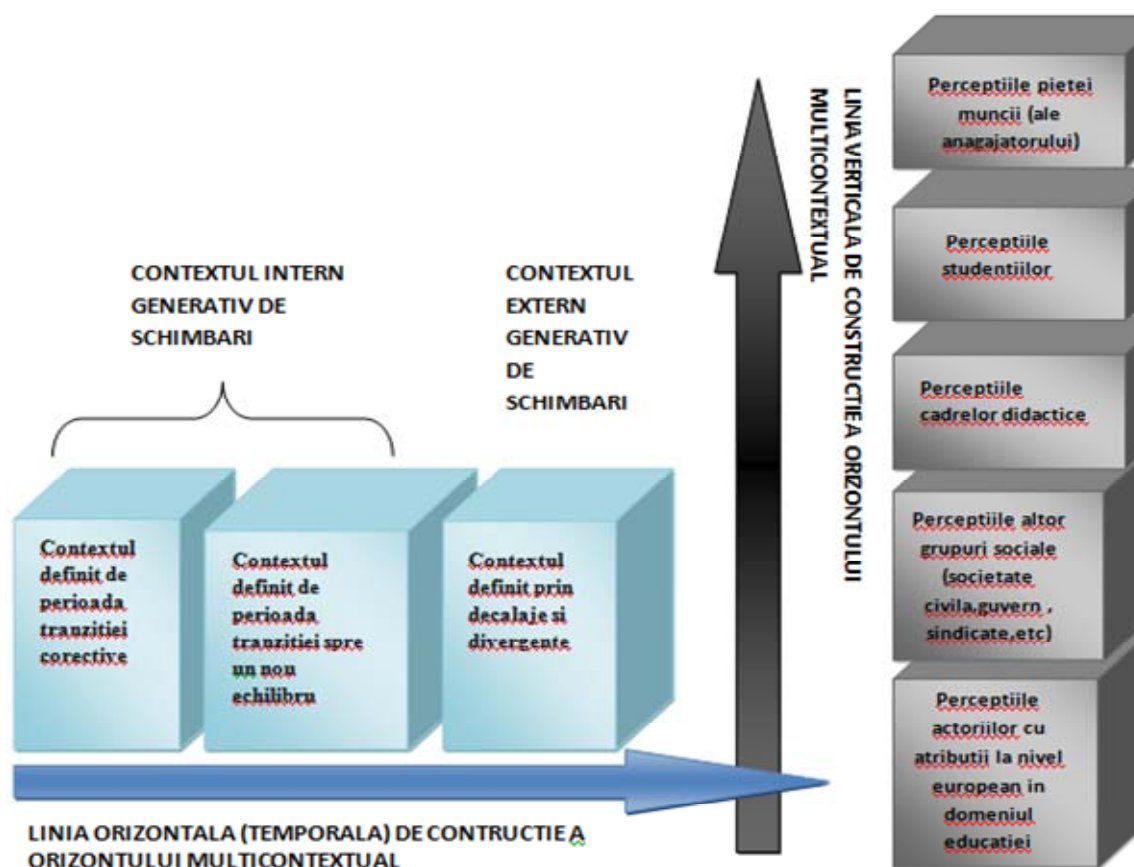 CONTEXTUL INTERN
GENERATIV DE
SCHIMBARI
CONTEXTUL
EXTERN
GENERATIV
DE
SCHIMBARI
Contextul
definit de
perioada
tranzitiei
corective
Contextul
definit de
perioada
tranzitiei spre
un nou
echilibru
Contextul
definit prin
decalaje si
divergente
LINIA ORIZONTALA (TEMPORALA) DE CONTRUCTIE A
ORIZONTULUI MULTICONTEXTUAL
LINIA VERTICALA DE CONSTRUCTIE A ORIZONTULUI
MULTICONTEXTUAL
Perceptiile pietei
muncii (ale
anagajatorului)
Perceptiile
studentiilor
Perceptiile
cadrelor didactice
Perceptiile altor
grupuri sociale
(societate
civila,guvern ,
sindicate,etc)
Perceptiile
actoriilor cu
atributii la nivel
european in
domeniul
educatiei